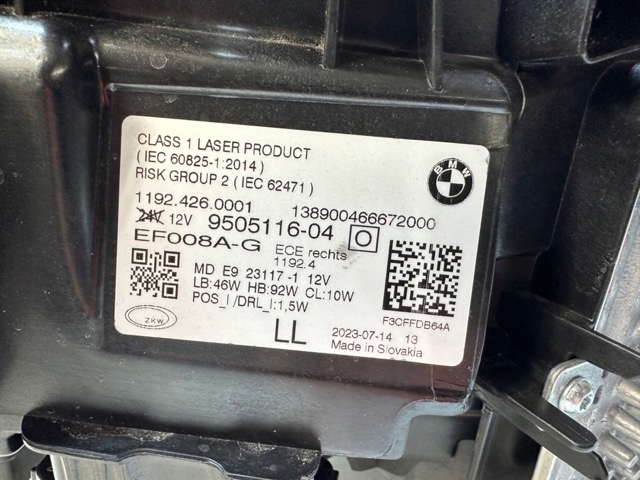 CLASS 1 LASER PRODUCT
( IEC 60825-1:2014 )
RISK GROUP 2 ( IEC 62471 )
BMW
1192.426.0001 138900466672000
24V 12V 9505116-04 O
EF008A-G ECE rechts
1192.4
MD E9 23117 -1 12V
LB:46W HB:92W CL:10W
POS_I /DRL_I:1,5W
F3CFFDB64A
ZKW
LL
2023-07-14 13
Made in Slovakia